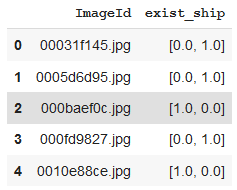 ImageId exist_ship
0 00031f145.jpg [0.0, 1.0]
1 0005d6d95.jpg [0.0, 1.0]
2 000baef0c.jpg [1.0, 0.0]
3 000fd9827.jpg [0.0, 1.0]
4 0010e88ce.jpg [1.0, 0.0]